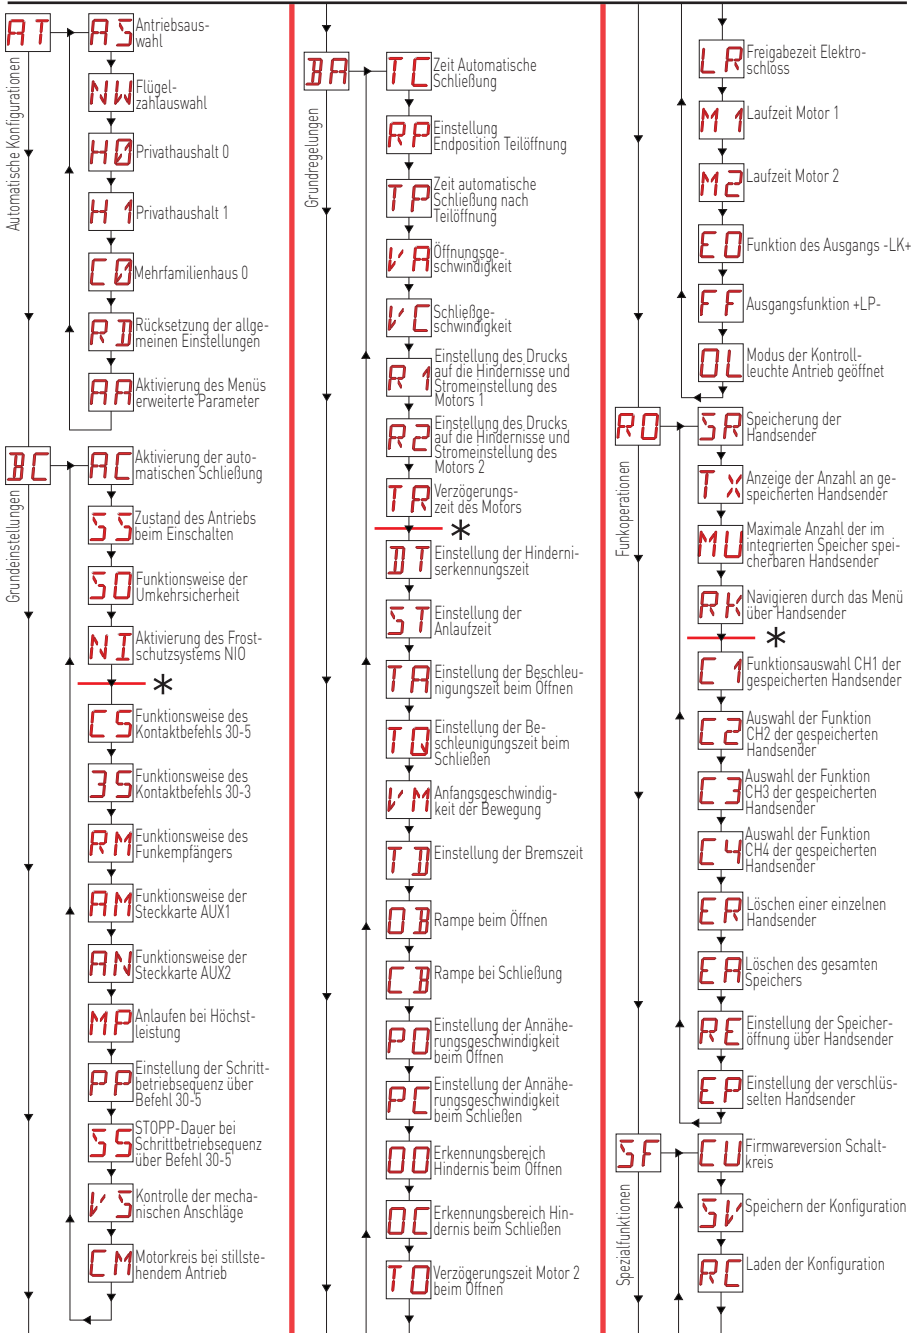 AT
Automatische Konfigurationen
AS
Antriebsaus-
wahl
NW
Flügel-
zahlauswahl
H0
Privathaushalt 0
H1
Privathaushalt 1
C0
Mehrfamilienhaus 0
RD
Rücksetzung der allge-
meinen Einstellungen
AA
Aktivierung des Menüs
erweiterte Parameter
BC
Grundeinstellungen
AC
Aktivierung der auto-
matischen Schließung
SS
Zustand des Antriebs
beim Einschalten
SO
Funktionsweise der
Umkehrsicherheit
NI
Aktivierung des Frost-
schutzsystems NIO
*
CS
Funktionsweise des
Kontaktbefehls 30-5
3S
Funktionsweise des
Kontaktbefehls 30-3
RM
Funktionsweise des
Funkempfängers
AM
Funktionsweise der
Steckkarte AUX1
AN
Funktionsweise der
Steckkarte AUX2
MP
Anlaufen bei Höchst-
leistung
PP
Einstellung der Schritt-
betriebsequenz über
Befehl 30-5
S5
STOPP-Dauer bei
Schrittbetriebsequenz
über Befehl 30-5
VS
Kontrolle der mecha-
nischen Anschläge
CM
Motorkreis bei stillste-
hendem Antrieb
BA
Grundregelungen
TC
Zeit Automatische
Schließung
RP
Einstellung
Endposition Teilöffnung
TP
Zeit automatische
Schließung nach
Teilöffnung
VA
Öffnungsge-
schwindigkeit
VC
Schließge-
schwindigkeit
R1
Einstellung des Drucks
auf die Hindernisse und
Stromeinstellung des
Motors 1
R2
Einstellung des Drucks
auf die Hindernisse und
Stromeinstellung des
Motors 2
TR
Verzögerungs-
zeit des Motors
*
DT
Einstellung der Hinderni-
serkennungszeit
ST
Einstellung der
Anlaufzeit
TA
Einstellung der Beschleu-
nigungszeit beim Öffnen
TQ
Einstellung der Be-
schleunigungszeit beim
Schließen
VM
Anfangsgeschwindig-
keit der Bewegung
TD
Einstellung der Bremszeit
OB
Rampe beim Öffnen
CB
Rampe bei Schließung
PO
Einstellung der Annähe-
rungsgeschwindigkeit
beim Öffnen
PC
Einstellung der Annähe-
rungsgeschwindigkeit
beim Schließen
OO
Erkennungsbereich
Hindernis beim Öffnen
OC
Erkennungsbereich Hin-
dernis beim Schließen
TO
Verzögerungszeit Motor 2
beim Öffnen
LR
Freigabezeit Elektro-
schloss
M1
Laufzeit Motor 1
M2
Laufzeit Motor 2
EO
Funktion des Ausgangs -LK+
FF
Ausgangsfunktion +LP-
OL
Modus der Kontroll-
leuchte Antrieb geöffnet
RO
Funkoperationen
SR
Speicherung der
Handsender
TX
Anzeige der Anzahl an ge-
speicherten Handsender
MU
Maximale Anzahl der im
integrierten Speicher spei-
cherbaren Handsender
RK
Navigieren durch das Menü
über Handsender
*
C1
Funktionsauswahl CH1 der
gespeicherten Handsender
C2
Auswahl der Funktion
CH2 der gespeicherten
Handsender
C3
Auswahl der Funktion
CH3 der gespeicherten
Handsender
C4
Auswahl der Funktion
CH4 der gespeicherten
Handsender
ER
Löschen einer einzelnen
Handsender
EA
Löschen des gesamten
Speichers
RE
Einstellung der Speicher-
öffnung über Handsender
EP
Einstellung der verschlüs-
selten Handsender
SF
Spezialfunktionen
CU
Firmwareversion Schalt-
kreis
SV
Speichern der Konfiguration
RC
Laden der Konfiguration